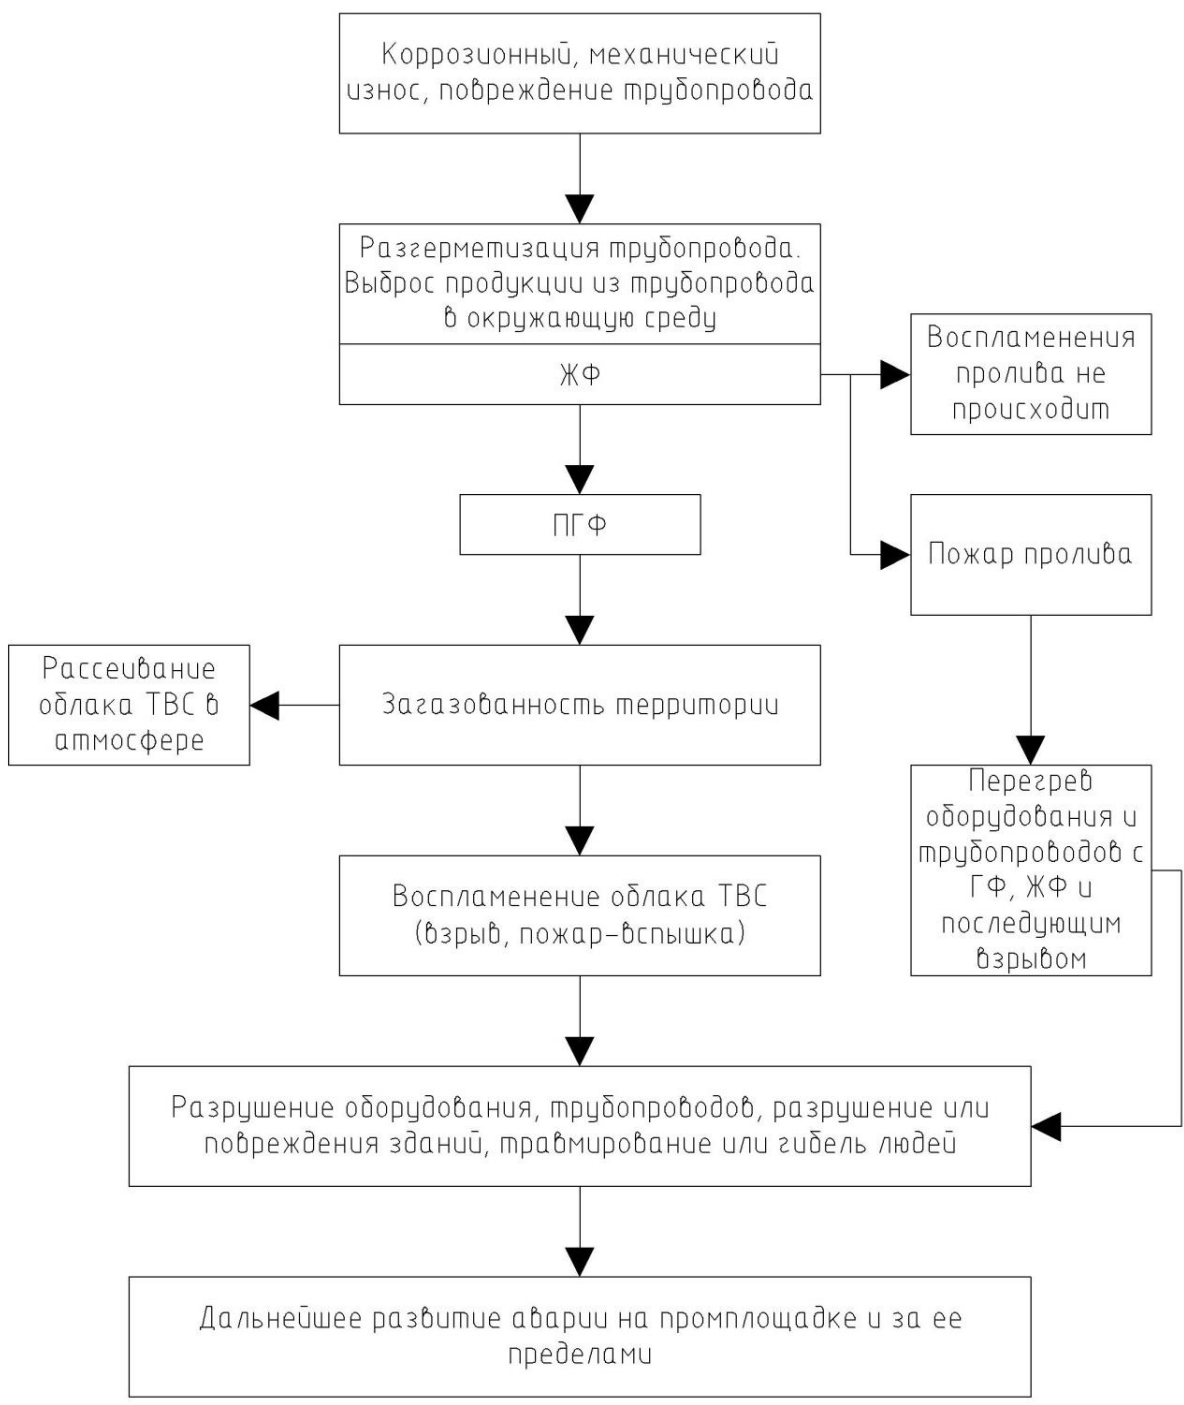 Коррозионный, механический
износ, повреждение трубопровода
Разгерметизация трубопровода.
Выброс продукции из трубопровода
в окружающую среду
ЖФ
Воспламенения
пролива не
происходит
ПГФ
Пожар пролива
Рассеивание
облака ТВС в
атмосфере
Загазованность территории
Перегрев
оборудования и
трубопроводов с
ГФ, ЖФ и
последующим
взрывом
Воспламенение облака ТВС
(взрыв, пожар-вспышка)
Разрушение оборудования, трубопроводов, разрушение или
повреждения зданий, травмирование или гибель людей
Дальнейшее развитие аварии на промплощадке и за ее
пределами